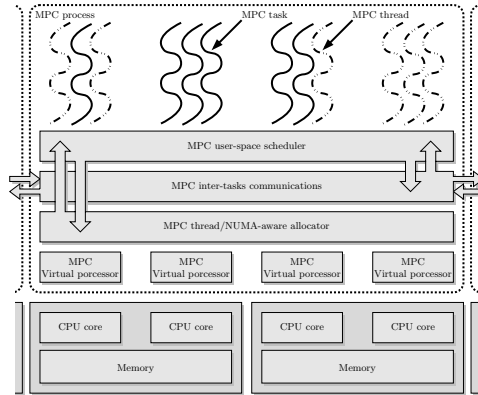 MPC process
MPC task
MPC thread
MPC user-space scheduler
MPC inter-tasks communications
MPC thread/NUMA-aware allocator
MPC
Virtual porcessor
MPC
Virtual porcessor
MPC
Virtual porcessor
MPC
Virtual porcessor
CPU core
CPU core
CPU core
CPU core
Memory
Memory